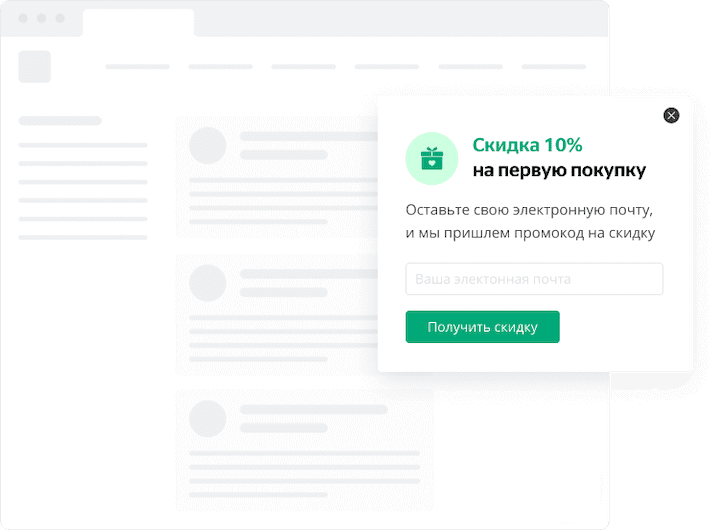 Скидка 10%
на первую покупку
Оставьте свою электронную почту,
и мы пришлем промокод на скидку
Ваша электонная почта
Получить скидку